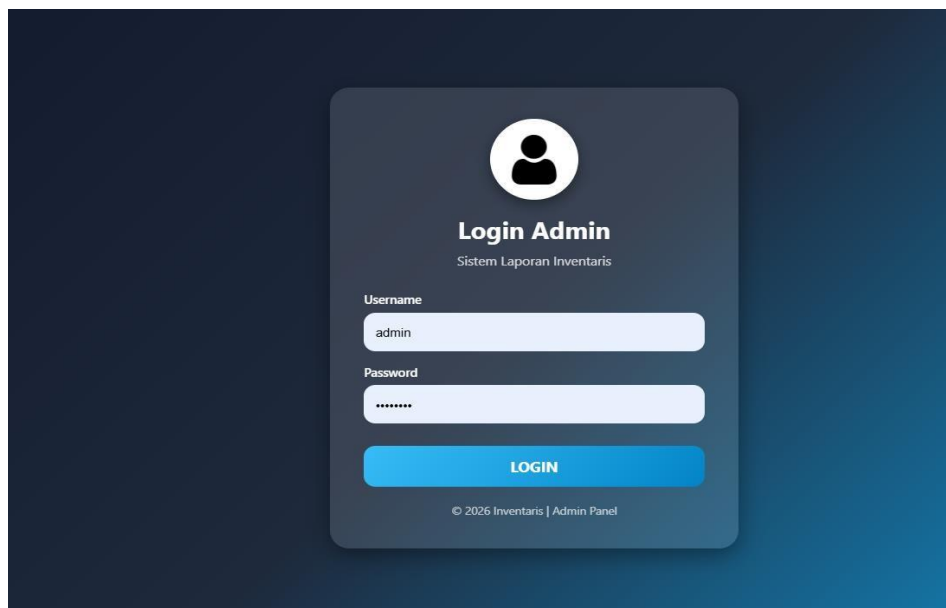 Login Admin
Sistem Laporan Inventaris
Username
admin
Password
••••••••
LOGIN
© 2026 Inventaris | Admin Panel